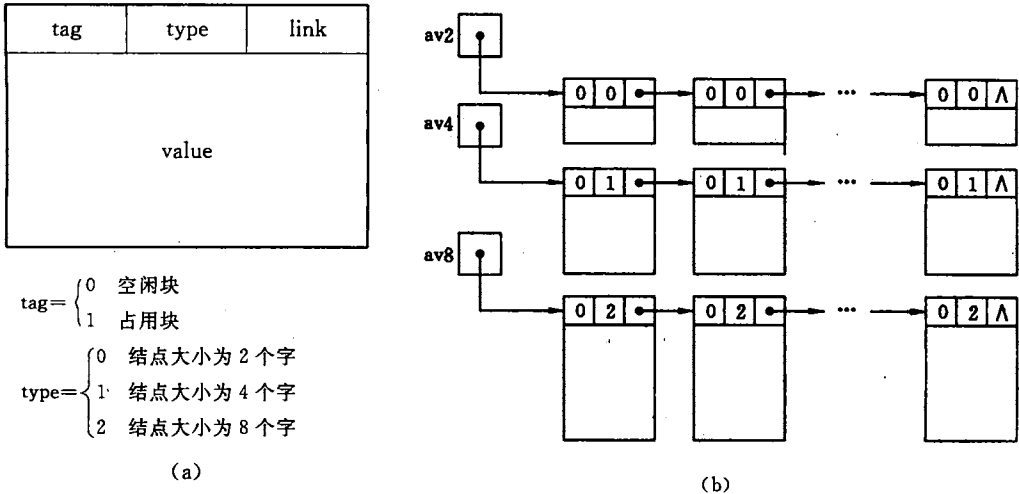 tag type link
value
tag= 0 空闲块
1 占用块
type= 0 结点大小为 2 个字
1 结点大小为 4 个字
2 结点大小为 8 个字
(a)
av2
0 0 0 0 ··· 0 0 Λ
av4
0 1 0 1 ··· 0 1 Λ
av8
0 2 0 2 ··· 0 2 Λ
(b)